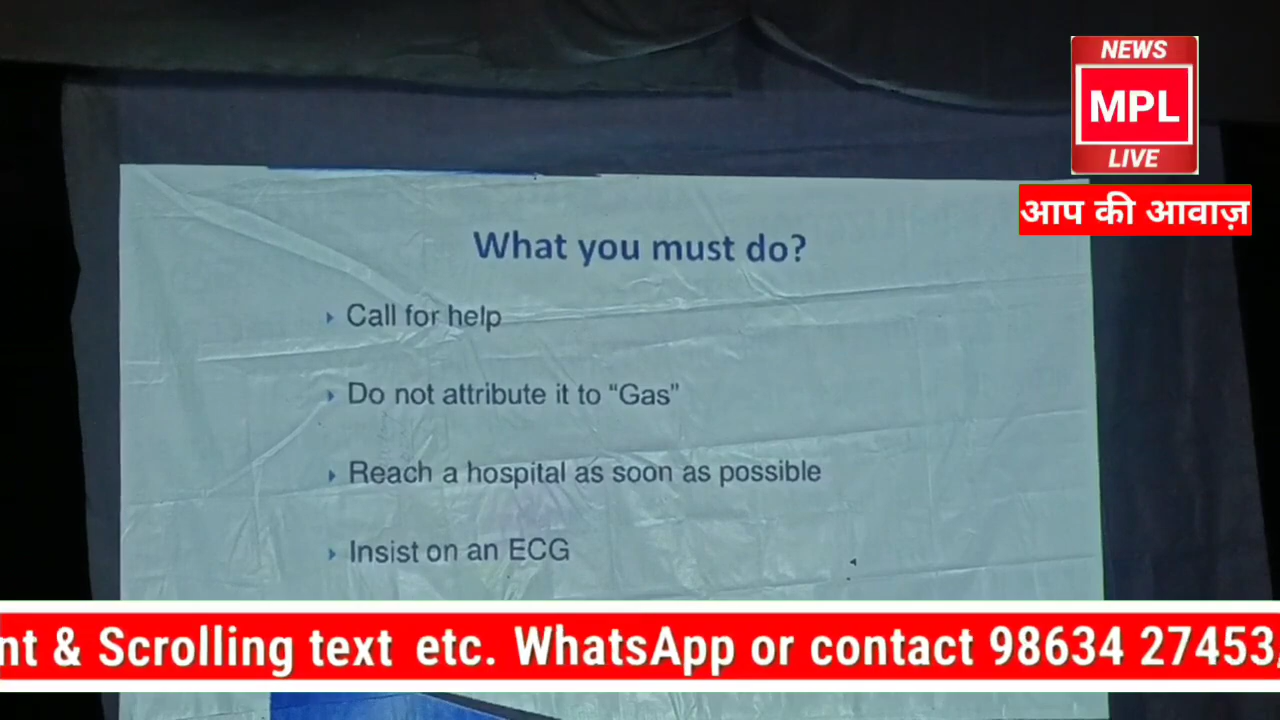 NEWS
MPL
LIVE
आप की आवाज़
What you must do?
Call for help
Do not attribute it to “Gas”
Reach a hospital as soon as possible
Insist on an ECG
nt & Scrolling text etc. WhatsApp or contact 98634 27453,